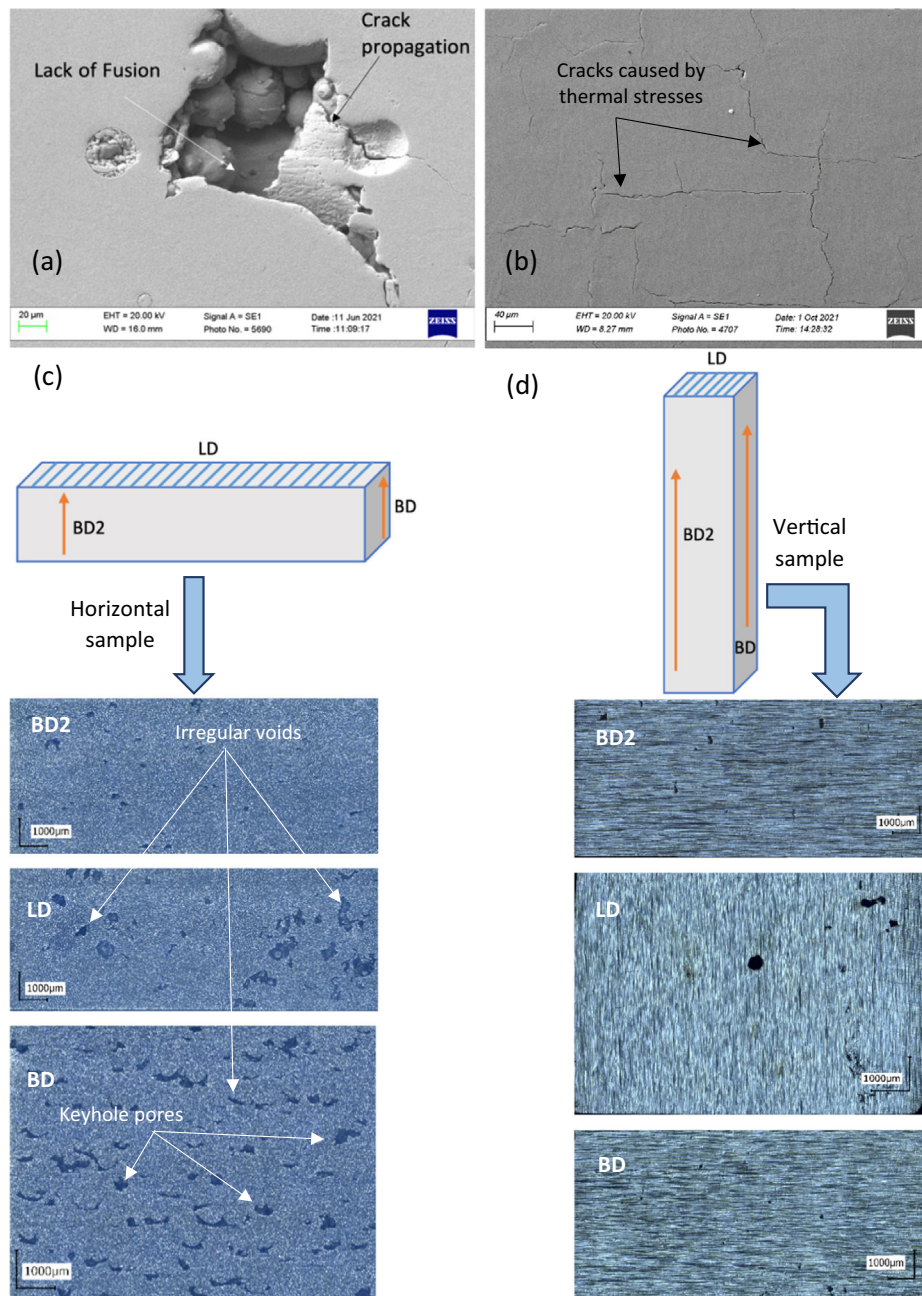 Lack of Fusion
Crack
propagation
(a)
20 µm
EHT = 20.00 kV
WD = 16.0 mm
Signal A = SE1
Photo No. = 5690
Date :11 Jun 2021
Time :11:09:17
ZEISS
Cracks caused by
thermal stresses
(b)
40 µm
EHT = 20.00 kV
WD = 8.27 mm
Signal A = SE1
Photo No. = 4707
Date: 1 Oct 2021
Time: 14:28:32
ZEISS
(c)
LD
BD2
BD
Horizontal
sample
BD2
Irregular voids
1000µm
LD
1000µm
BD
Keyhole pores
1000µm
(d)
LD
BD2
BD
Vertical
sample
BD2
1000µm
LD
1000µm
BD
1000µm